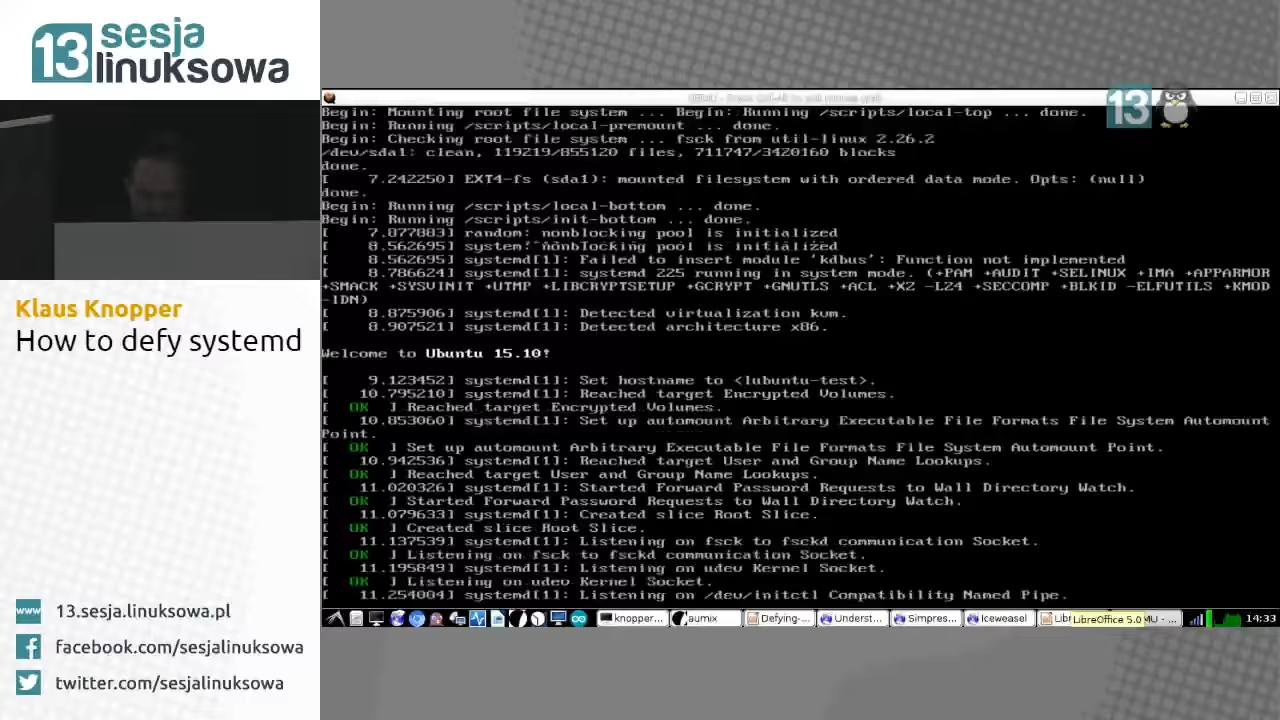 13 sesja
linuksowa
Klaus Knopper
How to defy systemd
www 13.sesja.linuksowa.pl
facebook.com/sesjalinuksowa
twitter.com/sesjalinuksowa
13
Begin: Mounting root file system ... Begin: Running /scripts/local-top ... done.
Begin: Running /scripts/local-premount ... done.
Begin: Checking root file system ... fsck from util-linux 2.26.2
/dev/sda1: clean, 119219/855120 files, 711747/3420160 blocks
done.
[    7.242250] EXT4-fs (sda1): mounted filesystem with ordered data mode. Opts: (null)
done.
Begin: Running /scripts/local-bottom ... done.
Begin: Running /scripts/init-bottom ... done.
[    7.877883] random: nonblocking pool is initialized
[    8.562695] system: nonblocking pool is initialized
[    8.562695] systemd[1]: Failed to insert module 'kdbus': Function not implemented
[    8.786624] systemd[1]: systemd 225 running in system mode. (+PAM +AUDIT +SELINUX +IMA +APPARMOR
+SMACK +SYSVINIT +UTMP +LIBCRYPTSETUP +GCRYPT +GNUTLS +ACL +XZ -LZ4 +SECCOMP +BLKID -ELFUTILS +KMOD
-IDN)
[    8.875906] systemd[1]: Detected virtualization kvm.
[    8.907521] systemd[1]: Detected architecture x86.
Welcome to Ubuntu 15.10!
[    9.123452] systemd[1]: Set hostname to <lubuntu-test>.
[   10.795210] systemd[1]: Reached target Encrypted Volumes.
[  OK  ] Reached target Encrypted Volumes.
[   10.853060] systemd[1]: Set up automount Arbitrary Executable File Formats File System Automount
Point.
[  OK  ] Set up automount Arbitrary Executable File Formats File System Automount Point.
[   10.942536] systemd[1]: Reached target User and Group Name Lookups.
[  OK  ] Reached target User and Group Name Lookups.
[   11.020326] systemd[1]: Started Forward Password Requests to Wall Directory Watch.
[  OK  ] Started Forward Password Requests to Wall Directory Watch.
[   11.079633] systemd[1]: Created slice Root Slice.
[  OK  ] Created slice Root Slice.
[   11.137539] systemd[1]: Listening on fsck to fsckd communication Socket.
[  OK  ] Listening on fsck to fsckd communication Socket.
[   11.195849] systemd[1]: Listening on udev Kernel Socket.
[  OK  ] Listening on udev Kernel Socket.
[   11.254004] systemd[1]: Listening on /dev/initctl Compatibility Named Pipe.
knopper... aumix Defying-... Underst... Simpres... Iceweasel Lib LibreOffice 5.0 MU - ... 14:33